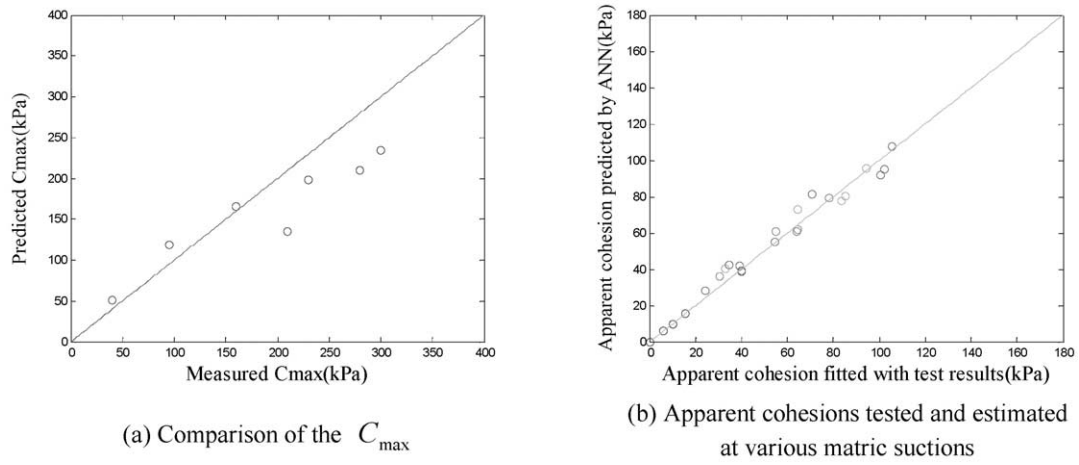 400
350
300
250
200
150
100
50
0
Predicted Cmax(kPa)
0 50 100 150 200 250 300 350 400
Measured Cmax(kPa)
(a) Comparison of the C_max
180
160
140
120
100
80
60
40
20
0
Apparent cohesion predicted by ANN(kPa)
0 20 40 60 80 100 120 140 160 180
Apparent cohesion fitted with test results(kPa)
(b) Apparent cohesions tested and estimated
at various matric suctions